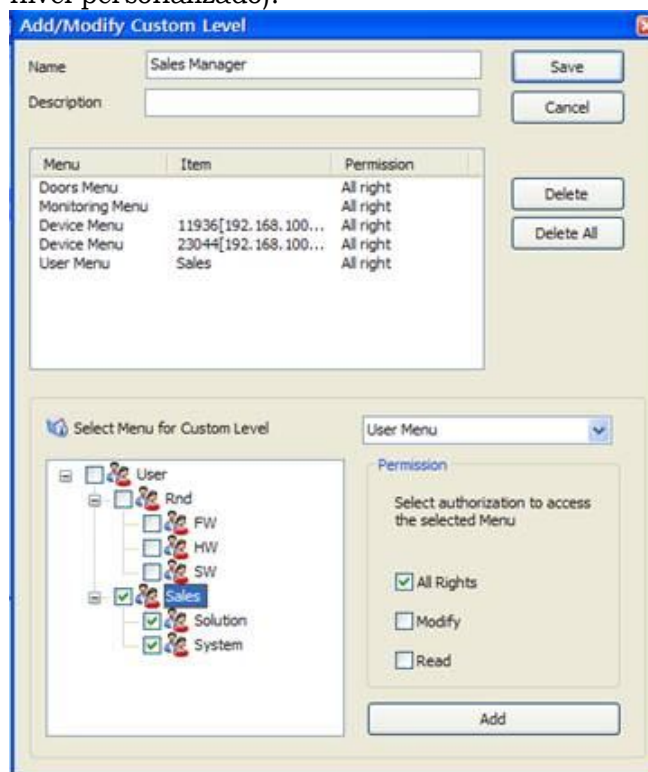 nivel personalizado).
Add/Modify Custom Level
Name
Sales Manager
Save
Description
Cancel
Menu Item Permission
Doors Menu All right
Monitoring Menu All right
Device Menu 11936[192.168.100... All right
Device Menu 23044[192.168.100... All right
User Menu Sales All right
Delete
Delete All
Select Menu for Custom Level
User Menu
User
Rnd
FW
HW
SW
Sales
Solution
System
Permission
Select authorization to access
the selected Menu
All Rights
Modify
Read
Add